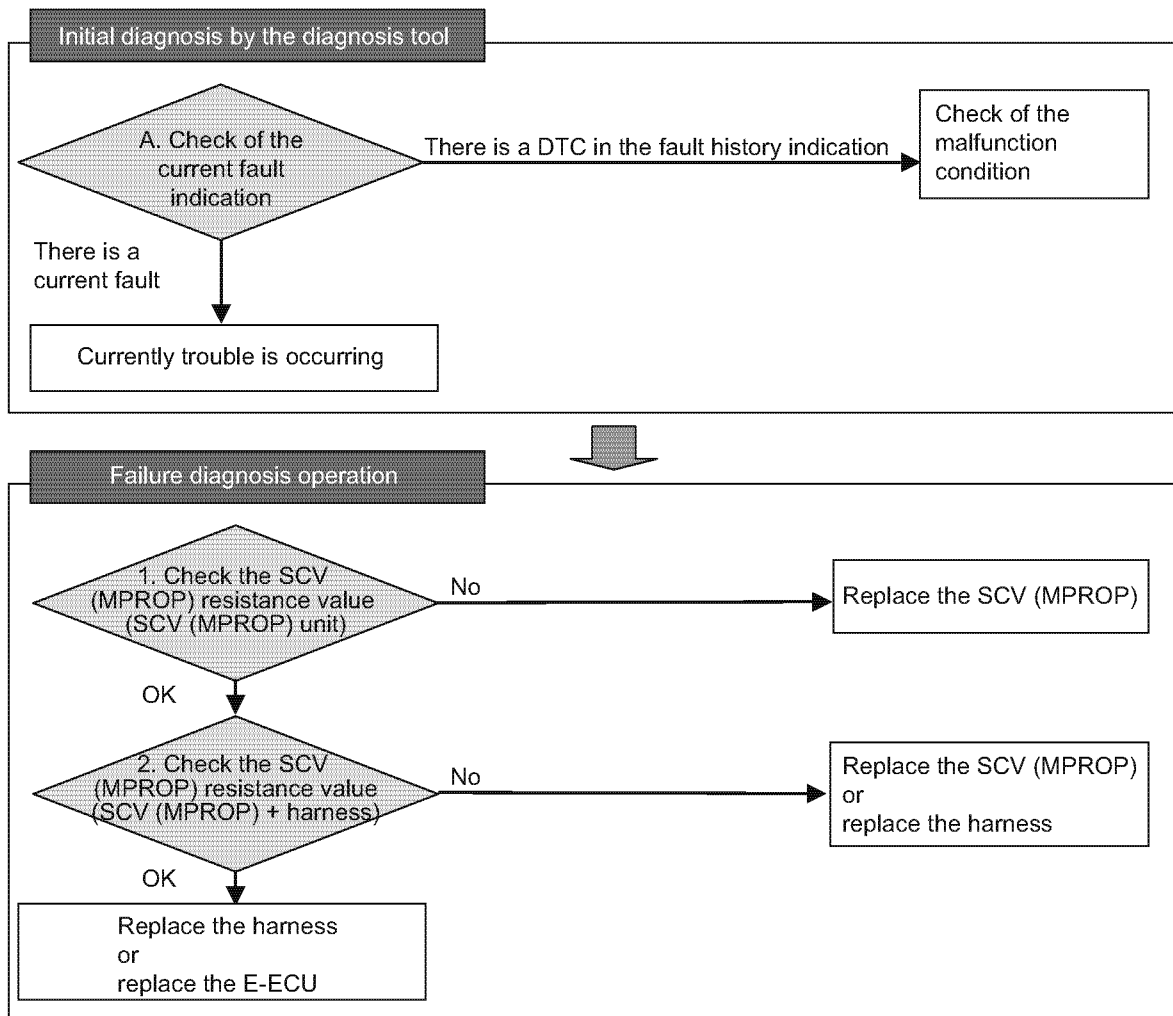 Initial diagnosis by the diagnosis tool
A. Check of the
current fault
indication
There is a DTC in the fault history indication
Check of the
malfunction
condition
There is a
current fault
Currently trouble is occurring
Failure diagnosis operation
1. Check the SCV
(MPROP) resistance value
(SCV (MPROP) unit)
No
Replace the SCV (MPROP)
OK
2. Check the SCV
(MPROP) resistance value
(SCV (MPROP) + harness)
No
Replace the SCV (MPROP)
or
replace the harness
OK
Replace the harness
or
replace the E-ECU